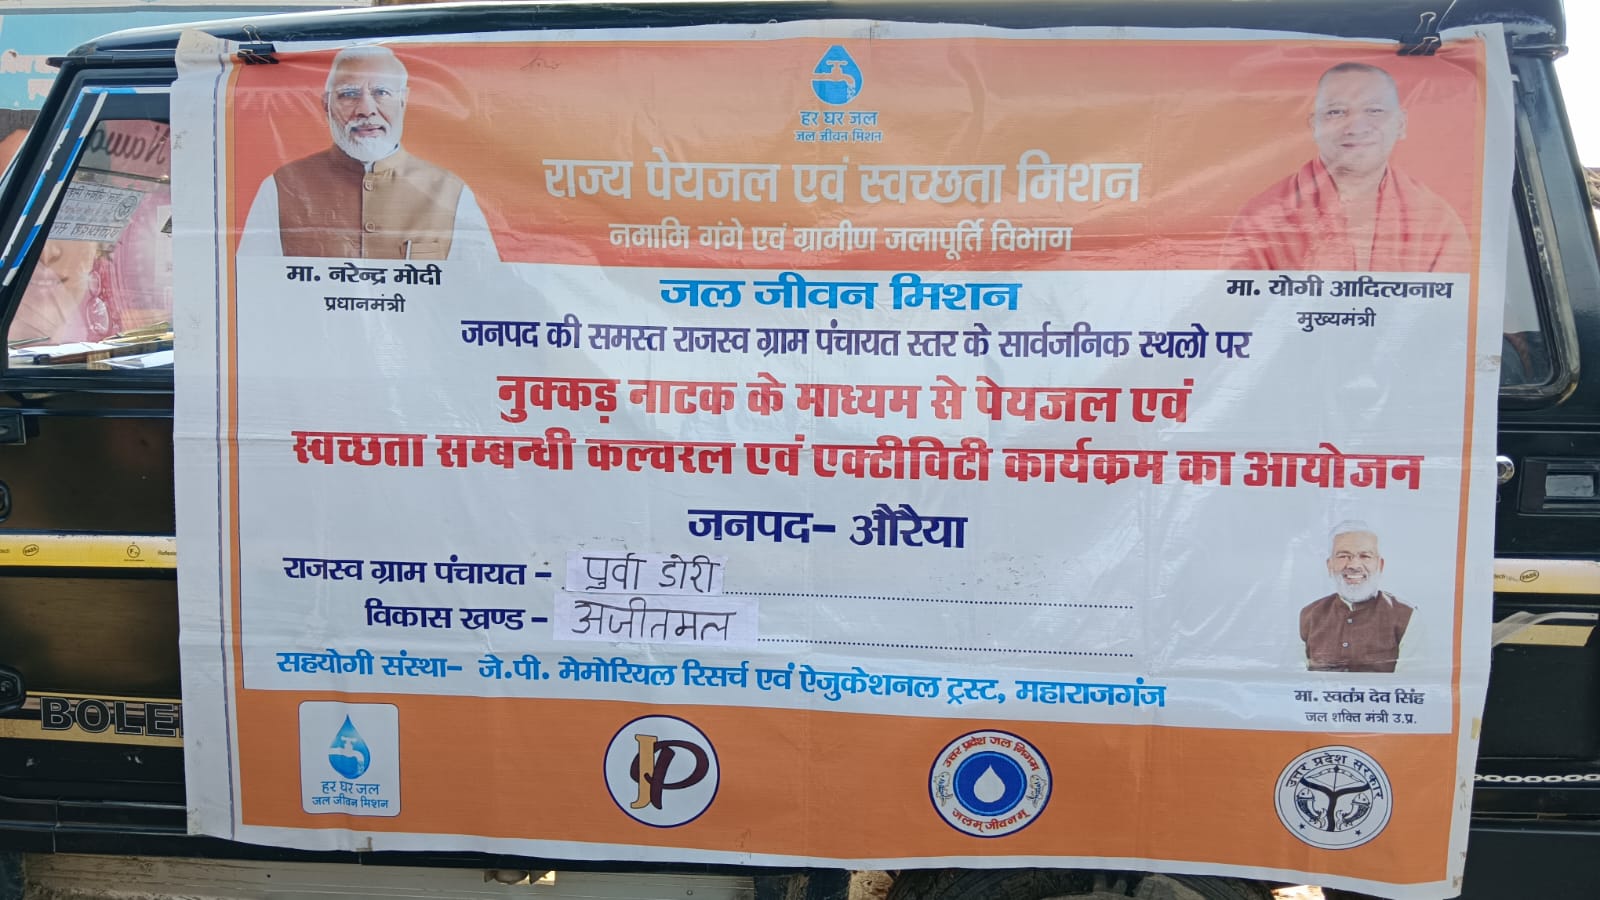 हर घर जल
जल जीवन मिशन
राज्य पेयजल एवं स्वच्छता मिशन
नमामि गंगे एवं ग्रामीण जलापूर्ति विभाग
मा. नरेन्द्र मोदी
प्रधानमंत्री
मा. योगी आदित्यनाथ
मुख्यमंत्री
जल जीवन मिशन
जनपद की समस्त राजस्व ग्राम पंचायत स्तर के सार्वजनिक स्थलो पर
नुक्कड़ नाटक के माध्यम से पेयजल एवं
स्वच्छता सम्बन्धी कल्चरल एवं एक्टीविटी कार्यक्रम का आयोजन
जनपद- औरैया
राजस्व ग्राम पंचायत - पुर्वा डोरी
विकास खण्ड - अजीतमल
सहयोगी संस्था- जे.पी. मेमोरियल रिसर्च एवं ऐजुकेशनल ट्रस्ट, महाराजगंज
मा. स्वतंत्र देव सिंह
जल शक्ति मंत्री उ.प्र.
हर घर जल
जल जीवन मिशन
JP
उत्तर प्रदेश जल निगम
जलम् जीवनम्
उत्तर प्रदेश सरकार
BOLE